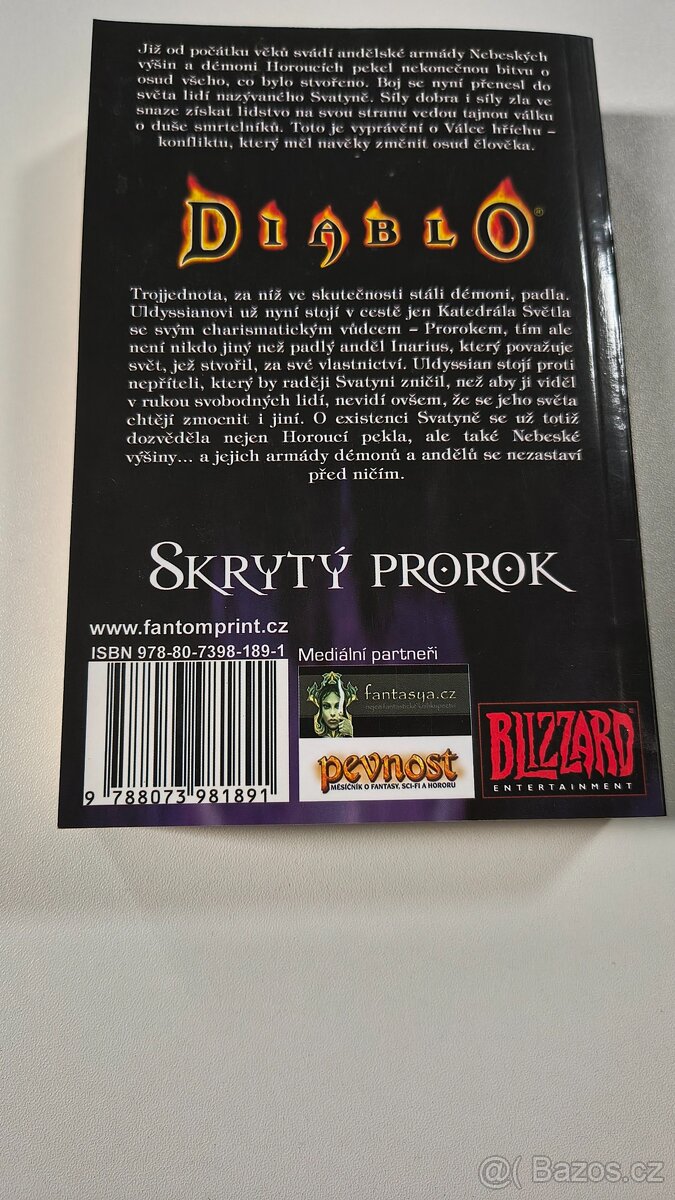 Již od počátku věků svádí andělské armády Nebeských
výšin a démoni Horoucích pekel nekonečnou bitvu o
osud všeho, co bylo stvořeno. Boj se nyní přenesl do
světa lidí nazývaného Svatyně. Síly dobra i síly zla ve
snaze získat lidstvo na svou stranu vedou tajnou válku
o duše smrtelníků. Toto je vyprávění o Válce hříchu –
konfliktu, který měl navěky změnit osud člověka.
DIABLO®
Trojjednota, za níž ve skutečnosti stáli démoni, padla.
Uldyssianovi už nyní stojí v cestě jen Katedrála Světla
se svým charismatickým vůdcem – Prorokem, tím ale
není nikdo jiný než padlý anděl Inarius, který považuje
svět, jež stvořil, za své vlastnictví. Uldyssian stojí proti
nepříteli, který by raději Svatyni zničil, než aby ji viděl
v rukou svobodných lidí, nevidí ovšem, že se jeho světa
chtějí zmocnit i jiní. O existenci Svatyně se už totiž
dozvěděla nejen Horoucí pekla, ale také Nebeské
výšiny... a jejich armády démonů a andělů se nezastaví
před ničím.
SKRYTÝ PROROK
www.fantomprint.cz
ISBN 978-80-7398-189-1
Mediální partneři
fantasya.cz
nejen fantastické knihkupectví
pevnost
MĚSÍČNÍK O FANTASY, SCI-FI A HORORU
BLIZZARD
ENTERTAINMENT
9 788073 981891
@( Bazos.cz